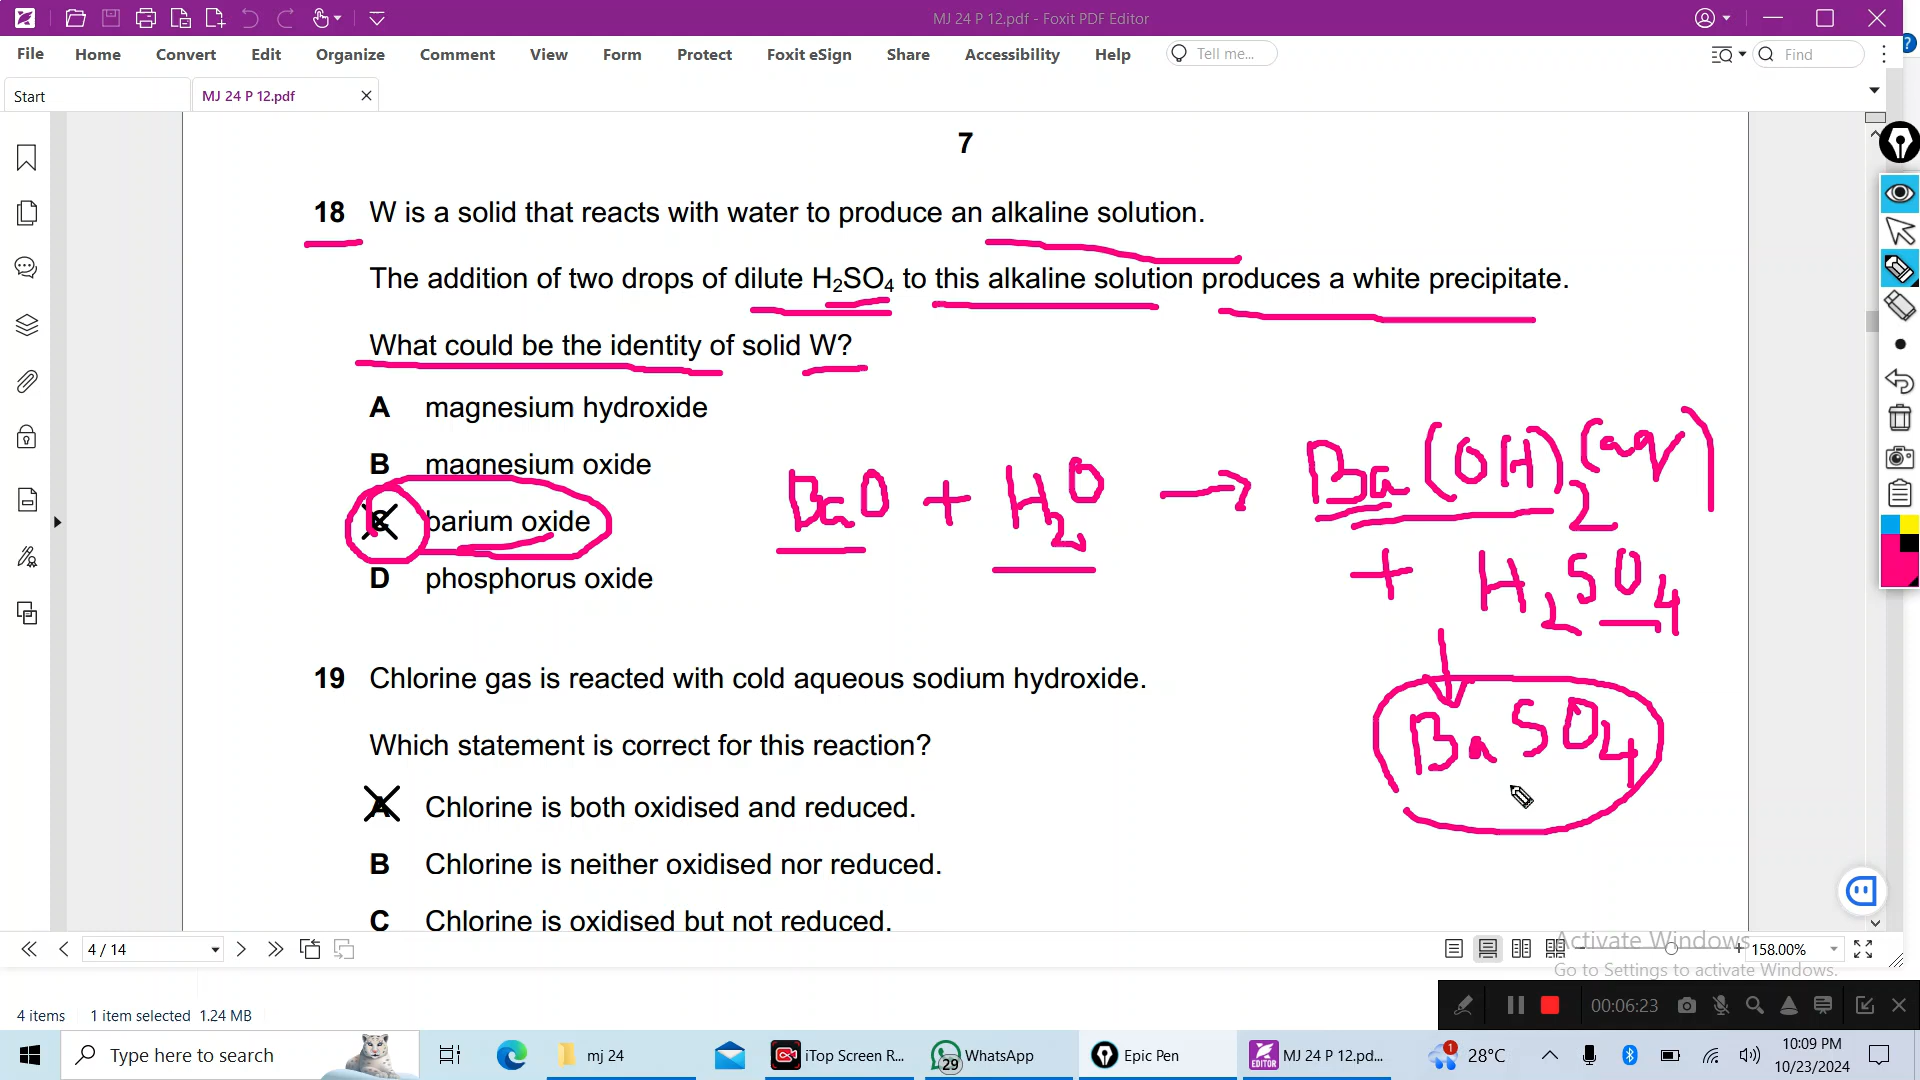 MJ 24 P 12.pdf - Foxit PDF Editor
File Home Convert Edit Organize Comment View Form Protect Foxit eSign Share Accessibility Help Tell me... Find
Start MJ 24 P 12.pdf
7
18 W is a solid that reacts with water to produce an alkaline solution.
The addition of two drops of dilute H₂SO₄ to this alkaline solution produces a white precipitate.
What could be the identity of solid W?
A magnesium hydroxide
B magnesium oxide
C barium oxide
D phosphorus oxide
BaO + H₂O → Ba(OH)₂(aq)
+ H₂SO₄
BaSO₄
19 Chlorine gas is reacted with cold aqueous sodium hydroxide.
Which statement is correct for this reaction?
A Chlorine is both oxidised and reduced.
B Chlorine is neither oxidised nor reduced.
C Chlorine is oxidised but not reduced.
4 / 14
158.00%
Activate Windows
Go to Settings to activate Windows.
00:06:23
4 items 1 item selected 1.24 MB
Type here to search
mj 24
iTop Screen R...
29 WhatsApp
Epic Pen
EDITOR MJ 24 P 12.pd...
1 28°C
10:09 PM
10/23/2024